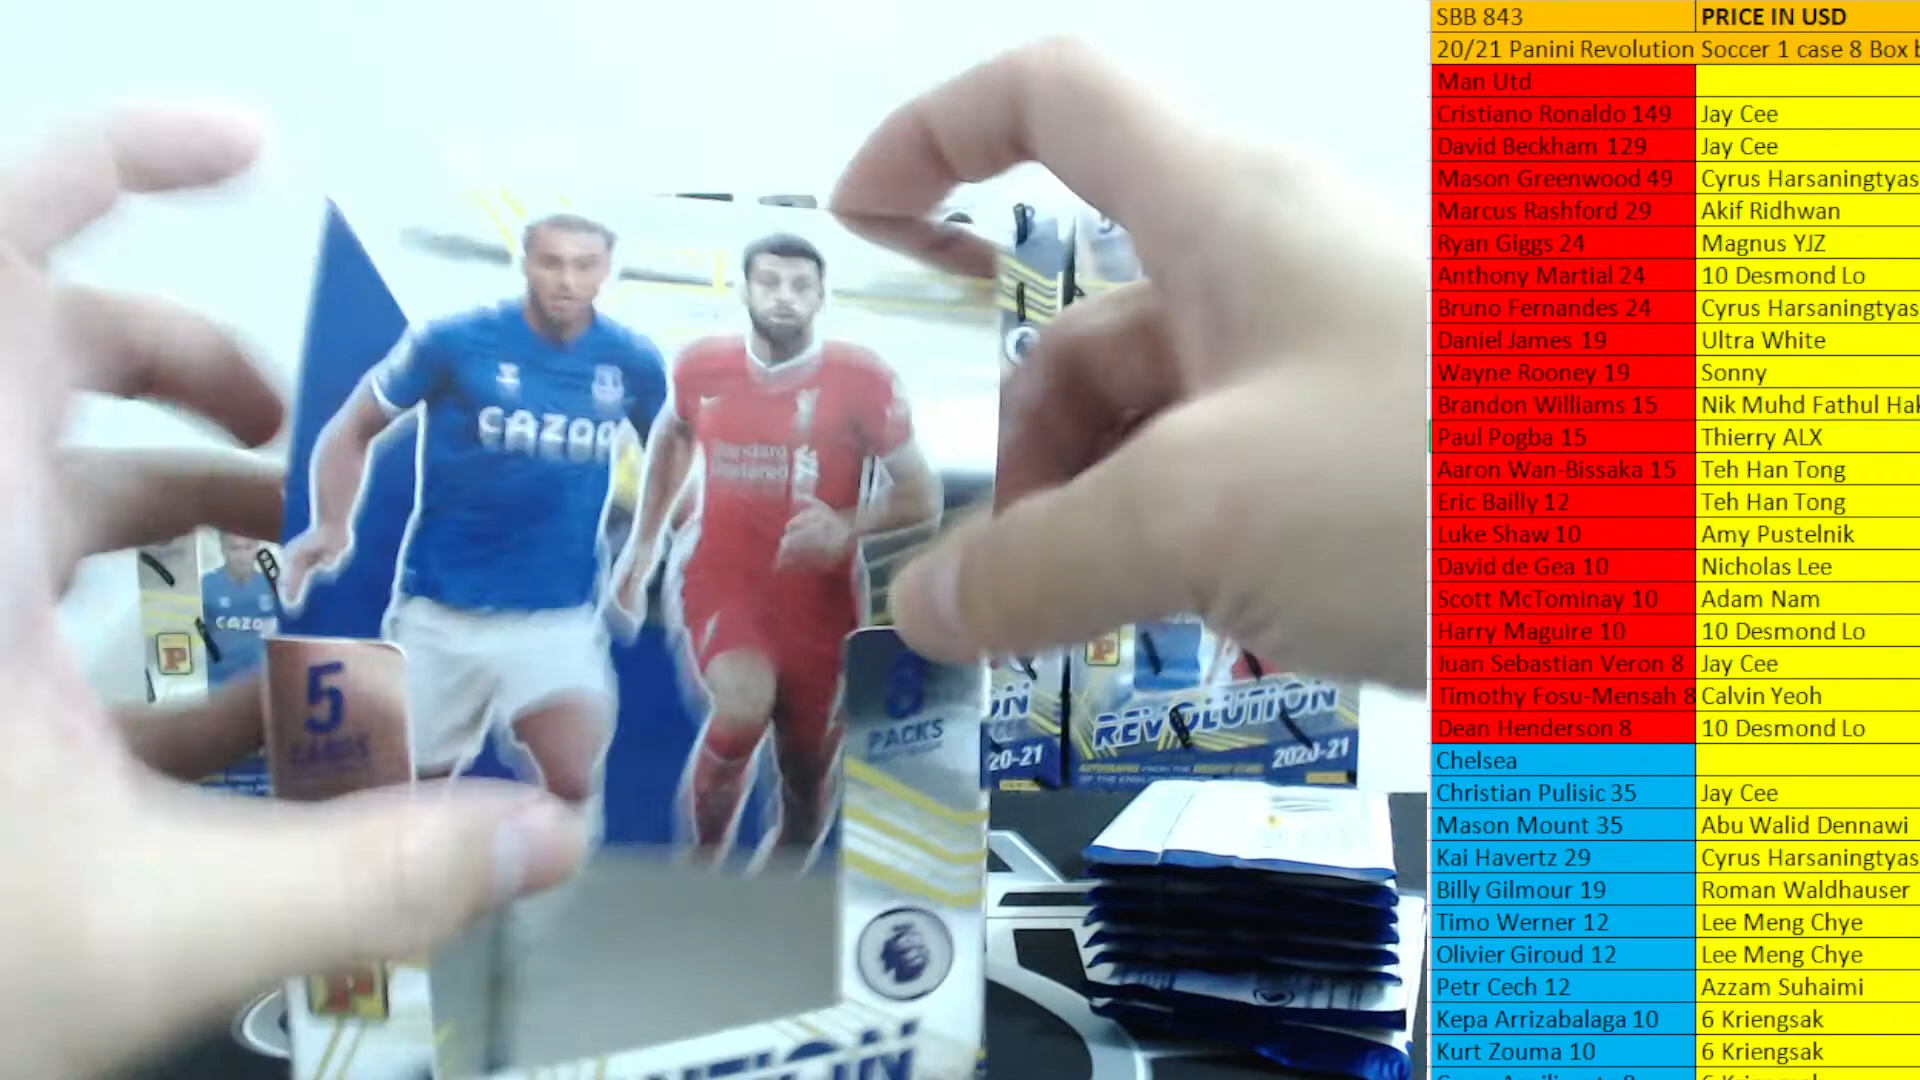 SBB 843 PRICE IN USD
20/21 Panini Revolution Soccer 1 case 8 Box b
Man Utd
Cristiano Ronaldo 149 Jay Cee
David Beckham 129 Jay Cee
Mason Greenwood 49 Cyrus Harsaningtyas
Marcus Rashford 29 Akif Ridhwan
Ryan Giggs 24 Magnus YJZ
Anthony Martial 24 10 Desmond Lo
Bruno Fernandes 24 Cyrus Harsaningtyas
Daniel James 19 Ultra White
Wayne Rooney 19 Sonny
Brandon Williams 15 Nik Muhd Fathul Hak
Paul Pogba 15 Thierry ALX
Aaron Wan-Bissaka 15 Teh Han Tong
Eric Bailly 12 Teh Han Tong
Luke Shaw 10 Amy Pustelnik
David de Gea 10 Nicholas Lee
Scott McTominay 10 Adam Nam
Harry Maguire 10 10 Desmond Lo
Juan Sebastian Veron 8 Jay Cee
Timothy Fosu-Mensah 8 Calvin Yeoh
Dean Henderson 8 10 Desmond Lo
Chelsea
Christian Pulisic 35 Jay Cee
Mason Mount 35 Abu Walid Dennawi
Kai Havertz 29 Cyrus Harsaningtyas
Billy Gilmour 19 Roman Waldhauser
Timo Werner 12 Lee Meng Chye
Olivier Giroud 12 Lee Meng Chye
Petr Cech 12 Azzam Suhaimi
Kepa Arrizabalaga 10 6 Kriengsak
Kurt Zouma 10 6 Kriengsak
CAZOO
Standard
Chartered
CAZO
P
5
CARDS
8
PACKS
P
ON
20-21
REVOLUTION
2020-21
P